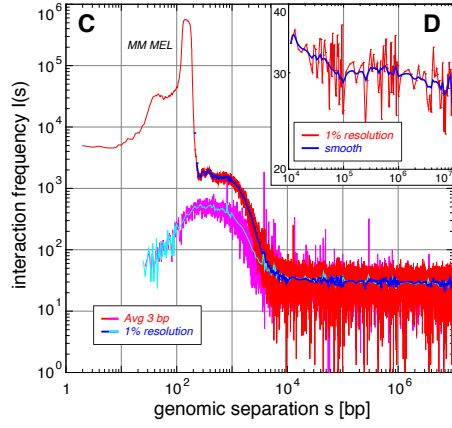 C
D
MM MEL
interaction frequency I(s)
10^6
10^5
10^4
10^3
10^2
10^1
10^0
Avg 3 bp
1% resolution
1
10^2
10^4
10^6
genomic separation s [bp]
40
30
20
1% resolution
smooth
10^4
10^5
10^6
10^7